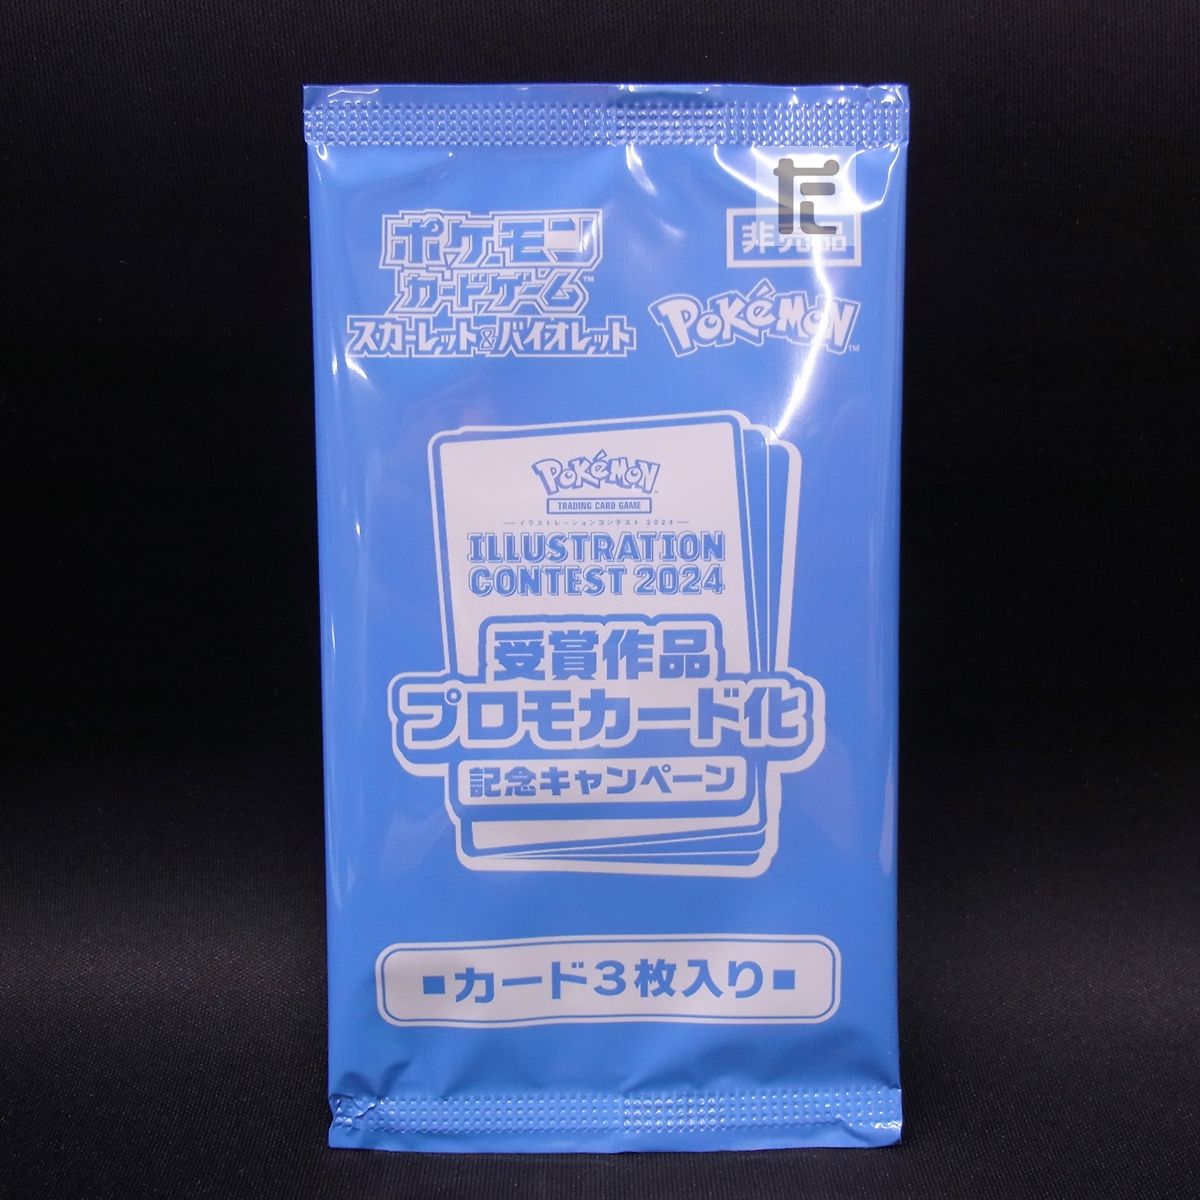 ポケモン
カードゲーム™
スカーレット&バイオレット
非売品
Pokémon™
Pokémon
TRADING CARD GAME
イラストレーションコンテスト 2024
ILLUSTRATION
CONTEST 2024
受賞作品
プロモカード化
記念キャンペーン
■カード3枚入り■